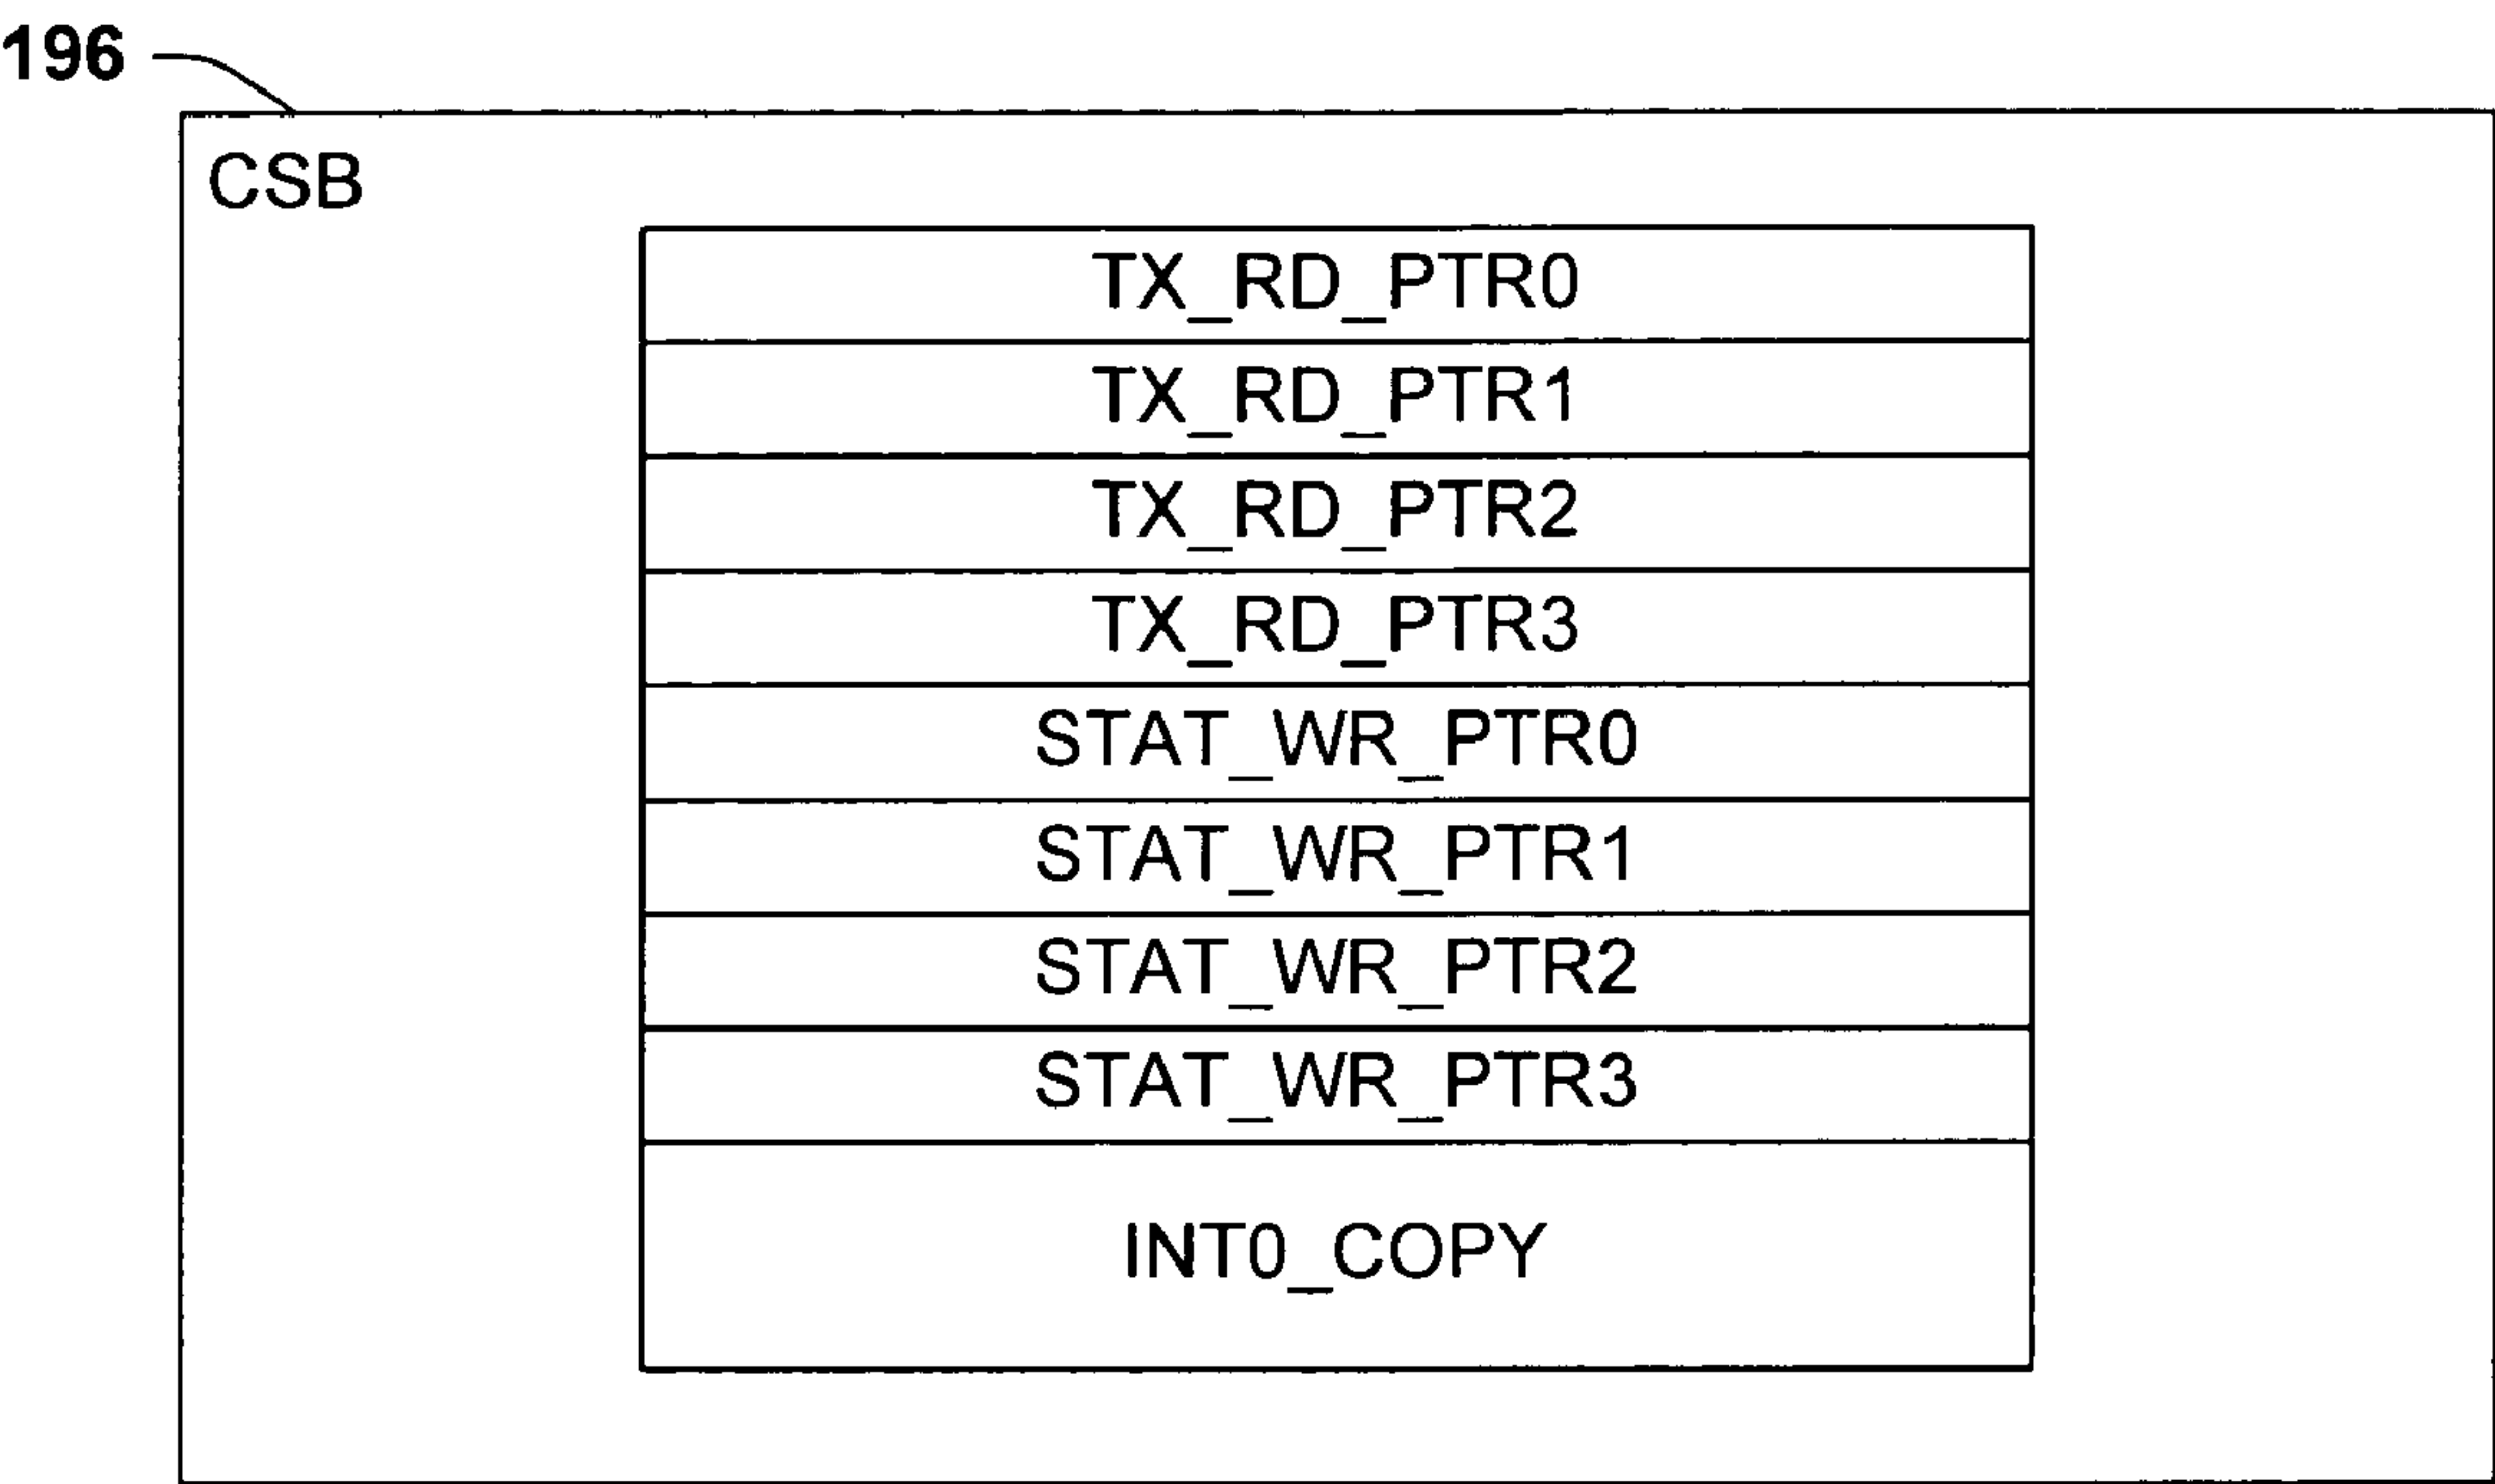 196
CSB
TX_RD_PTR0
TX_RD_PTR1
TX_RD_PTR2
TX_RD_PTR3
STAT_WR_PTR0
STAT_WR_PTR1
STAT_WR_PTR2
STAT_WR_PTR3
INT0_COPY